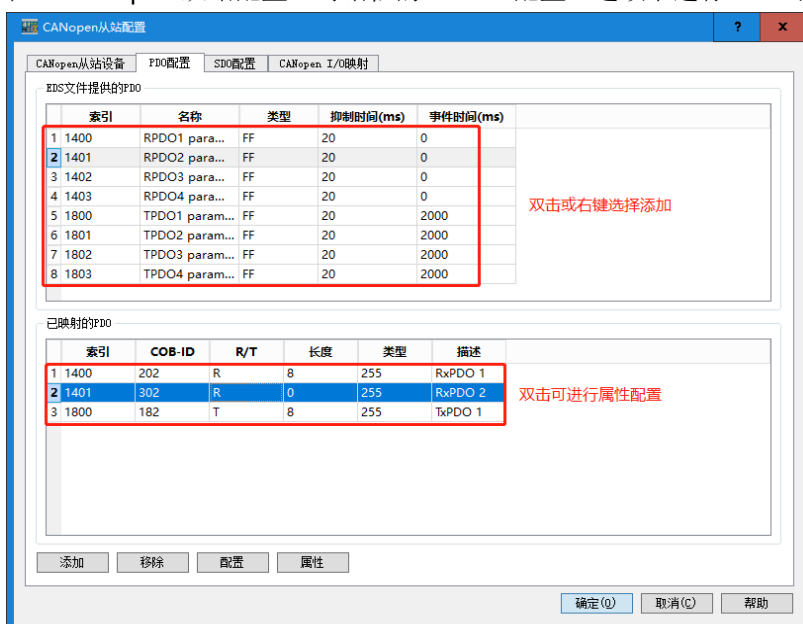 CANopen从站配置 ? x
CANopen从站设备 PDO配置 SDO配置 CANopen I/O映射
EDS文件提供的PDO
索引 名称 类型 抑制时间(ms) 事件时间(ms)
1 1400 RPDO1 para... FF 20 0
2 1401 RPDO2 para... FF 20 0
3 1402 RPDO3 para... FF 20 0
4 1403 RPDO4 para... FF 20 0
5 1800 TPDO1 param... FF 20 2000
6 1801 TPDO2 param... FF 20 2000
7 1802 TPDO3 param... FF 20 2000
8 1803 TPDO4 param... FF 20 2000
双击或右键选择添加
已映射的PDO
索引 COB-ID R/T 长度 类型 描述
1 1400 202 R 8 255 RxPDO 1
2 1401 302 R 0 255 RxPDO 2
3 1800 182 T 8 255 TxPDO 1
双击可进行属性配置
添加 移除 配置 属性
确定(O) 取消(C) 帮助